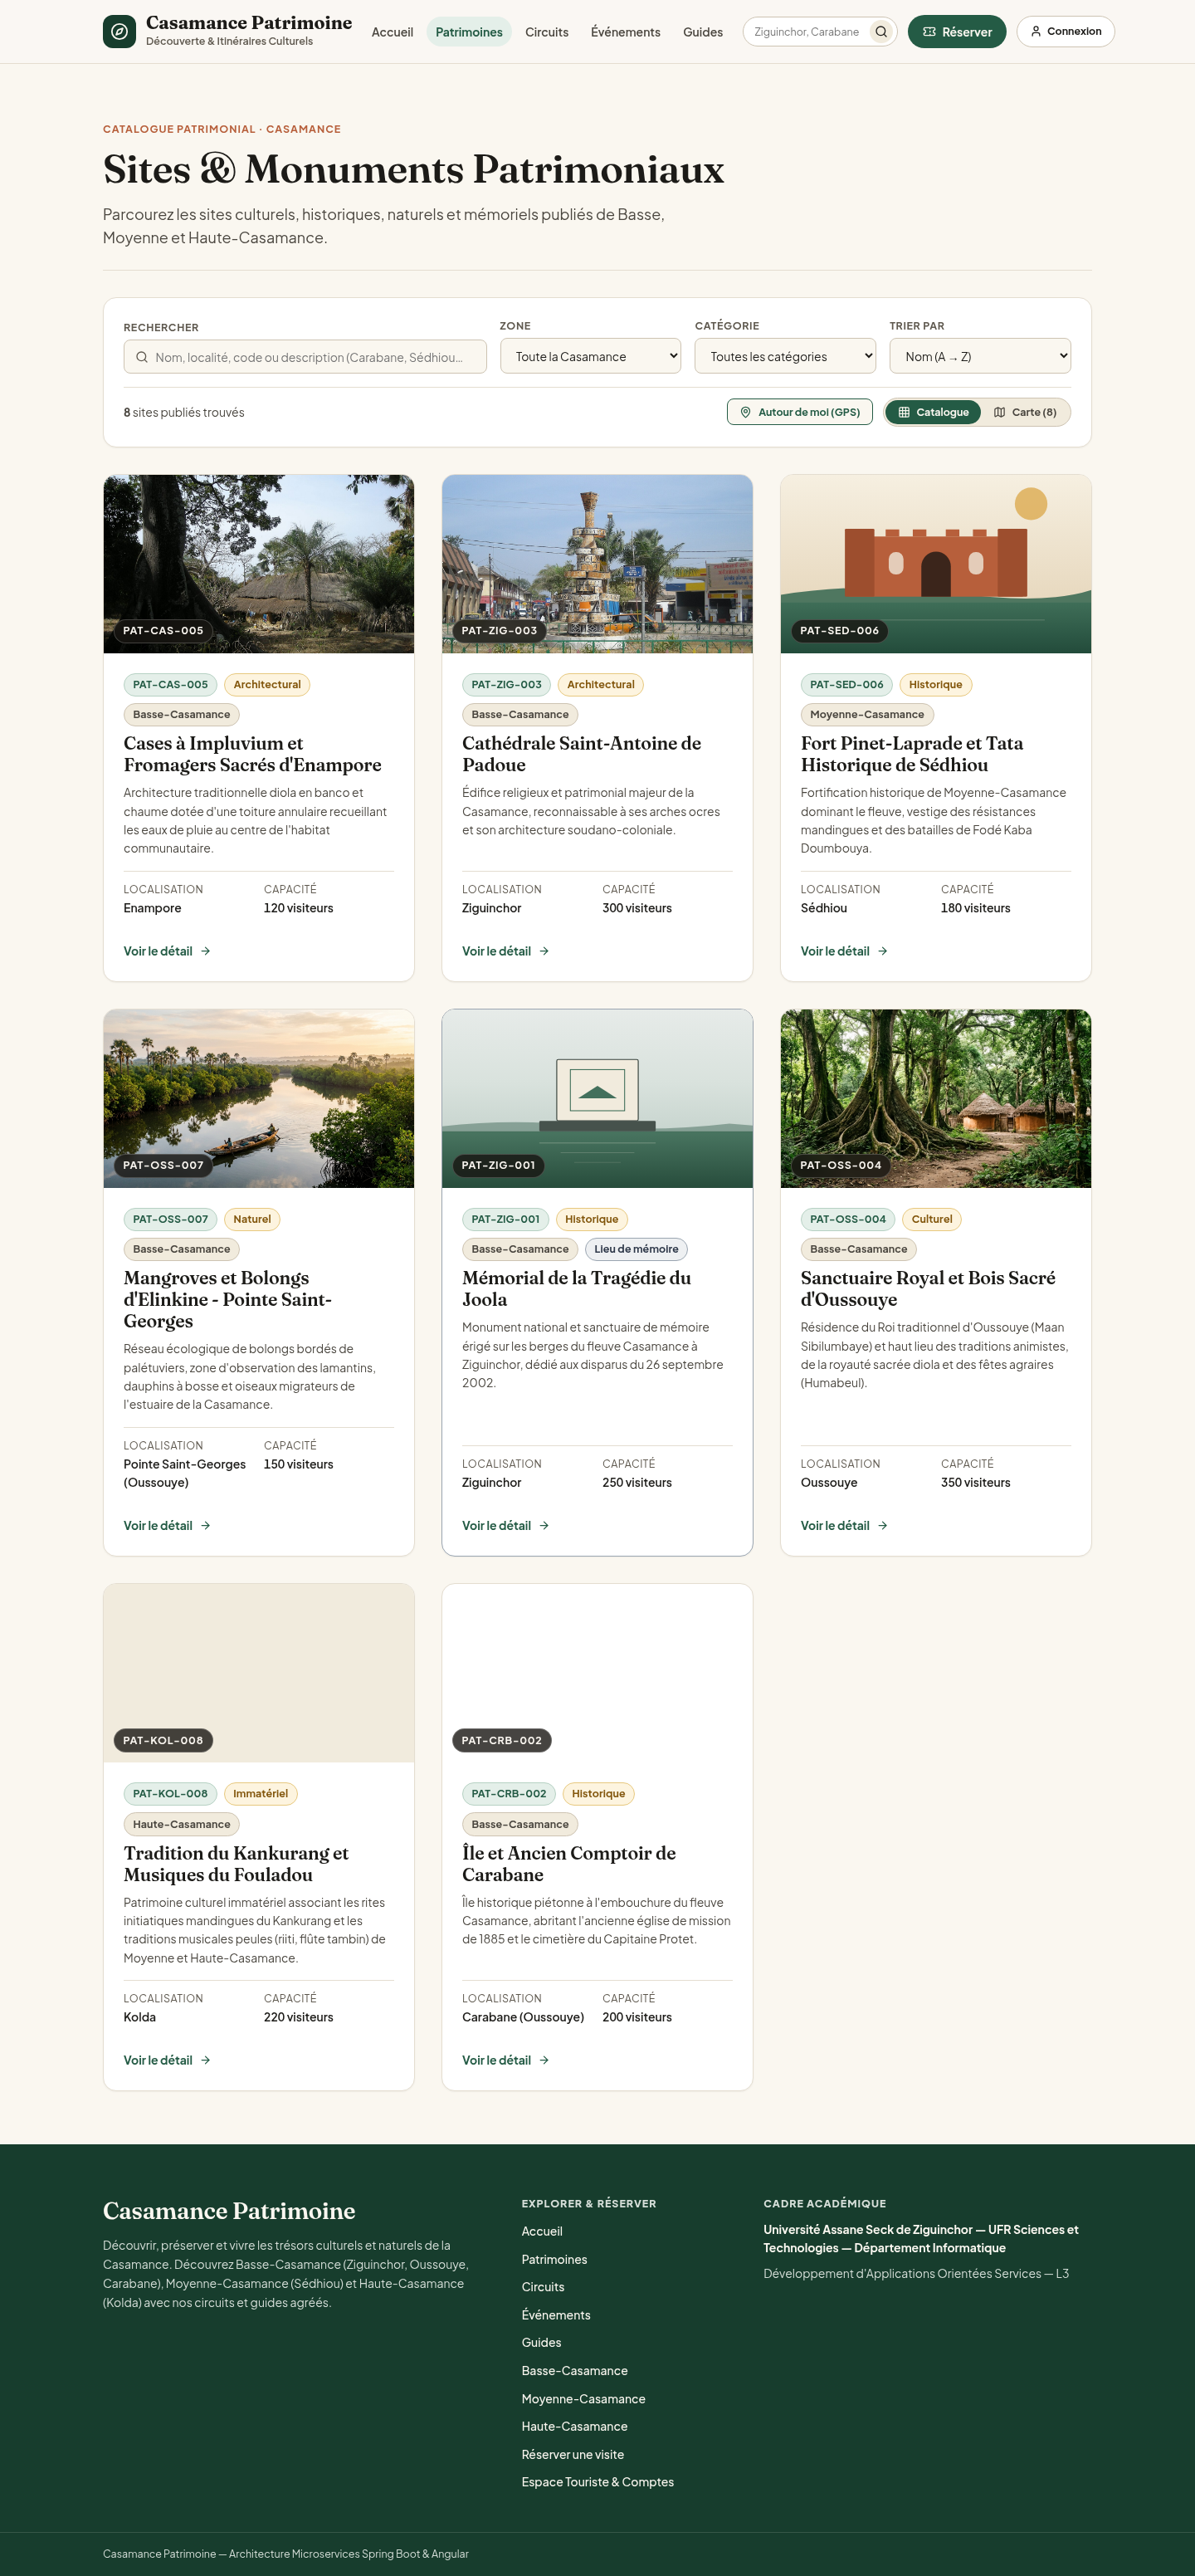 Casamance Patrimoine
Découverte & Itinéraires Culturels
Accueil
Patrimoines
Circuits
Événements
Guides
Ziguinchor, Carabane
Réserver
Connexion
CATALOGUE PATRIMONIAL · CASAMANCE
Sites & Monuments Patrimoniaux
Parcourez les sites culturels, historiques, naturels et mémoriels publiés de Basse,
Moyenne et Haute-Casamance.
RECHERCHER
Nom, localité, code ou description (Carabane, Sédhiou...
ZONE
Toute la Casamance
CATÉGORIE
Toutes les catégories
TRIER PAR
Nom (A → Z)
8 sites publiés trouvés
Autour de moi (GPS)
Catalogue
Carte (8)
PAT-CAS-005
PAT-CAS-005
Architectural
Basse-Casamance
Cases à Impluvium et
Fromagers Sacrés d'Enampore
Architecture traditionnelle diola en banco et
chaume dotée d'une toiture annulaire recueillant
les eaux de pluie au centre de l'habitat
communautaire.
LOCALISATION
Enampore
CAPACITÉ
120 visiteurs
Voir le détail →
PAT-ZIG-003
PAT-ZIG-003
Architectural
Basse-Casamance
Cathédrale Saint-Antoine de
Padoue
Édifice religieux et patrimonial majeur de la
Casamance, reconnaissable à ses arches ocres
et son architecture soudano-coloniale.
LOCALISATION
Ziguinchor
CAPACITÉ
300 visiteurs
Voir le détail →
PAT-SED-006
PAT-SED-006
Historique
Moyenne-Casamance
Fort Pinet-Laprade et Tata
Historique de Sédhiou
Fortification historique de Moyenne-Casamance
dominant le fleuve, vestige des résistances
mandingues et des batailles de Fodé Kaba
Doumbouya.
LOCALISATION
Sédhiou
CAPACITÉ
180 visiteurs
Voir le détail →
PAT-OSS-007
PAT-OSS-007
Naturel
Basse-Casamance
Mangroves et Bolongs
d'Elinkine - Pointe Saint-
Georges
Réseau écologique de bolongs bordés de
palétuviers, zone d'observation des lamantins,
dauphins à bosse et oiseaux migrateurs de
l'estuaire de la Casamance.
LOCALISATION
Pointe Saint-Georges
(Oussouye)
CAPACITÉ
150 visiteurs
Voir le détail →
PAT-ZIG-001
PAT-ZIG-001
Historique
Basse-Casamance
Lieu de mémoire
Mémorial de la Tragédie du
Joola
Monument national et sanctuaire de mémoire
érigé sur les berges du fleuve Casamance à
Ziguinchor, dédié aux disparus du 26 septembre
2002.
LOCALISATION
Ziguinchor
CAPACITÉ
250 visiteurs
Voir le détail →
PAT-OSS-004
PAT-OSS-004
Culturel
Basse-Casamance
Sanctuaire Royal et Bois Sacré
d'Oussouye
Résidence du Roi traditionnel d'Oussouye (Maan
Sibilumbaye) et haut lieu des traditions animistes,
de la royauté sacrée diola et des fêtes agraires
(Humabeul).
LOCALISATION
Oussouye
CAPACITÉ
350 visiteurs
Voir le détail →
PAT-KOL-008
PAT-KOL-008
Immatériel
Haute-Casamance
Tradition du Kankurang et
Musiques du Fouladou
Patrimoine culturel immatériel associant les rites
initiatiques mandingues du Kankurang et les
traditions musicales peules (riiti, flûte tambin) de
Moyenne et Haute-Casamance.
LOCALISATION
Kolda
CAPACITÉ
220 visiteurs
Voir le détail →
PAT-CRB-002
PAT-CRB-002
Historique
Basse-Casamance
Île et Ancien Comptoir de
Carabane
Île historique piétonne à l'embouchure du fleuve
Casamance, abritant l'ancienne église de mission
de 1885 et le cimetière du Capitaine Protet.
LOCALISATION
Carabane (Oussouye)
CAPACITÉ
200 visiteurs
Voir le détail →
Casamance Patrimoine
Découvrir, préserver et vivre les trésors culturels et naturels de la
Casamance. Découvrez Basse-Casamance (Ziguinchor, Oussouye,
Carabane), Moyenne-Casamance (Sédhiou) et Haute-Casamance
(Kolda) avec nos circuits et guides agréés.
EXPLORER & RÉSERVER
Accueil
Patrimoines
Circuits
Événements
Guides
Basse-Casamance
Moyenne-Casamance
Haute-Casamance
Réserver une visite
Espace Touriste & Comptes
CADRE ACADÉMIQUE
Université Assane Seck de Ziguinchor — UFR Sciences et
Technologies — Département Informatique
Développement d'Applications Orientées Services — L3
Casamance Patrimoine — Architecture Microservices Spring Boot & Angular